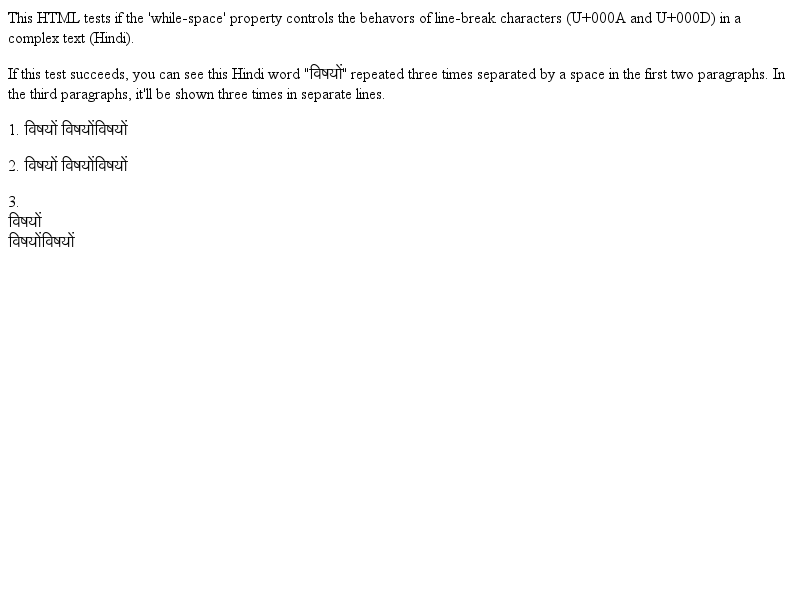 This HTML tests if the 'while-space' property controls the behavors of line-break characters (U+000A and U+000D) in a
complex text (Hindi).
If this test succeeds, you can see this Hindi word "विषयों" repeated three times separated by a space in the first two paragraphs. In
the third paragraphs, it'll be shown three times in separate lines.
1. विषयों विषयोंविषयों
2. विषयों विषयोंविषयों
3.
विषयों
विषयोंविषयों